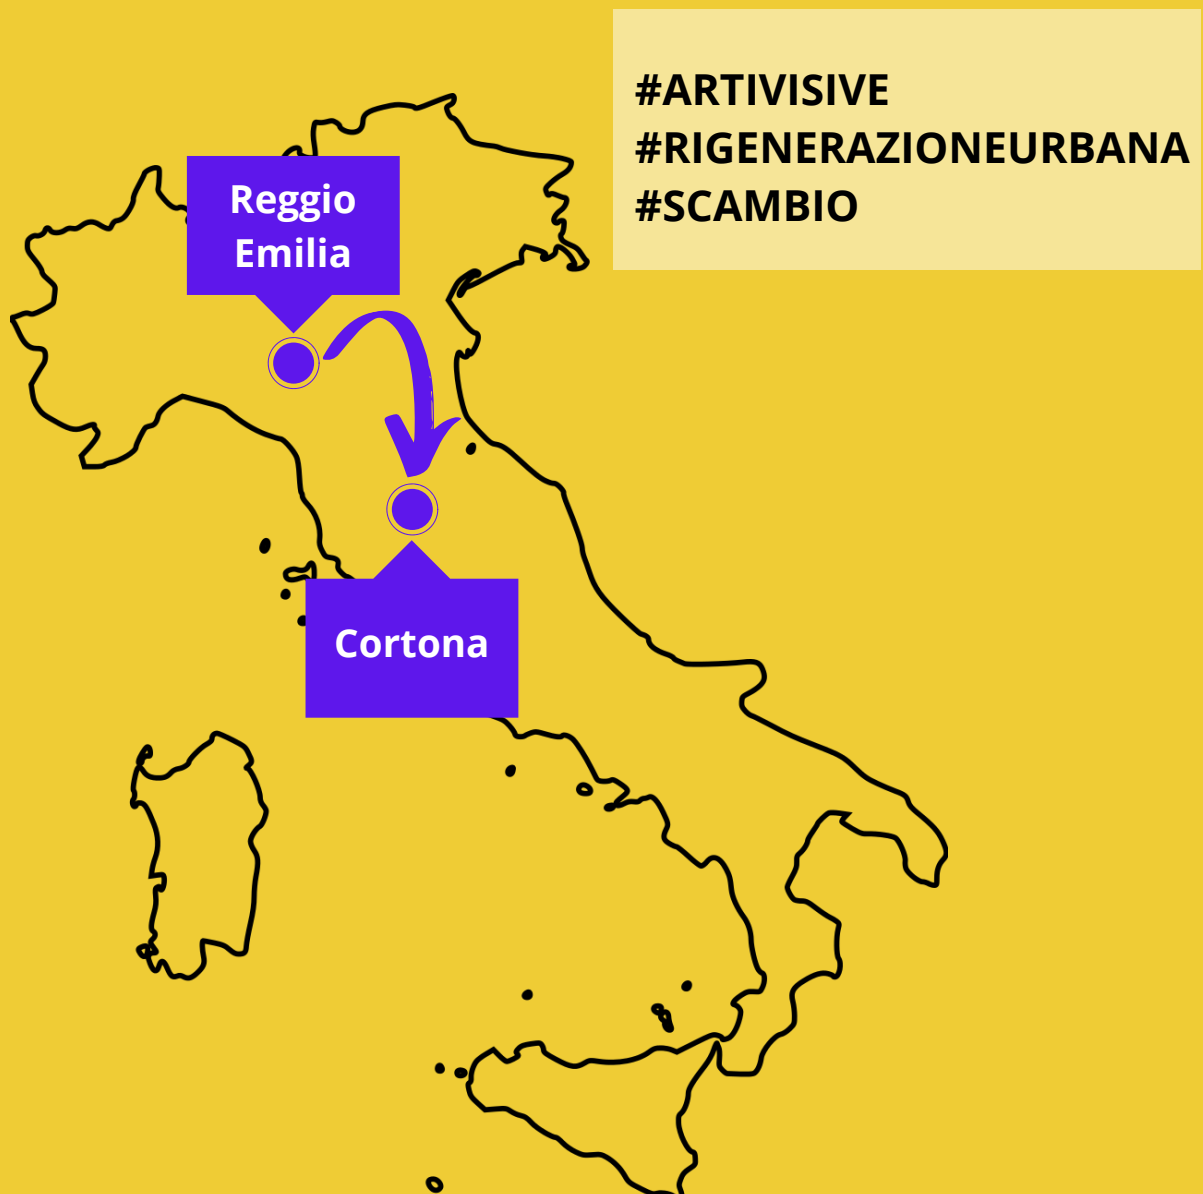 #ARTIVISIVE
#RIGENERAZIONEURBANA
#SCAMBIO
Reggio
Emilia
Cortona